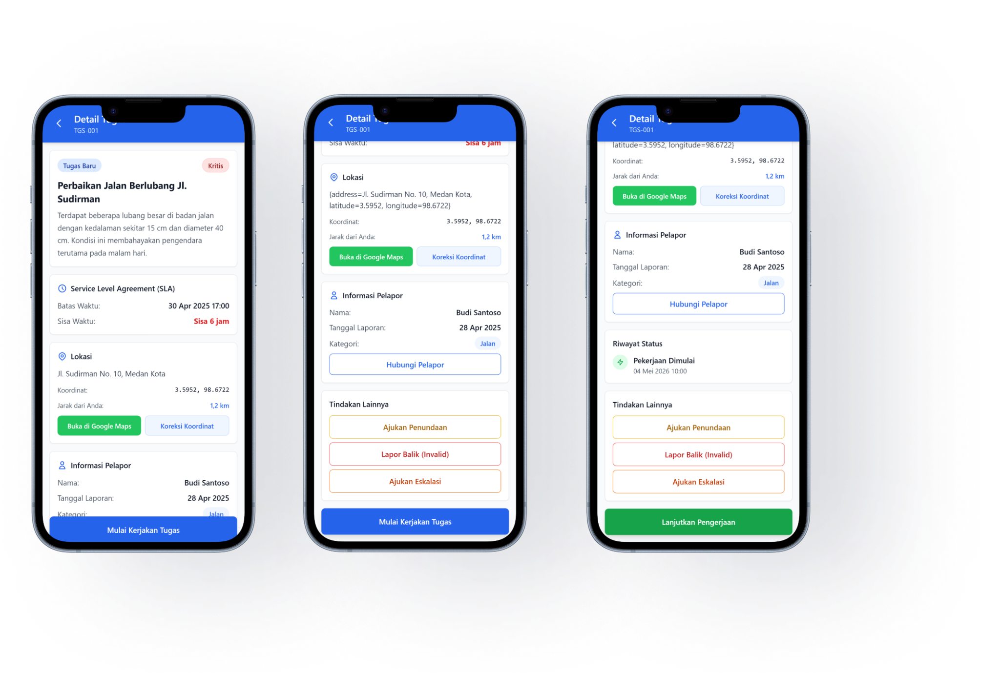 Detail
TGS-001
Tugas Baru
Kritis
Perbaikan Jalan Berlubang Jl.
Sudirman
Terdapat beberapa lubang besar di badan jalan
dengan kedalaman sekitar 15 cm dan diameter 40
cm. Kondisi ini membahayakan pengendara
terutama pada malam hari.
Service Level Agreement (SLA)
Batas Waktu: 30 Apr 2025 17:00
Sisa Waktu: Sisa 6 jam
Lokasi
Jl. Sudirman No. 10, Medan Kota
Koordinat: 3.5952, 98.6722
Jarak dari Anda: 1,2 km
Buka di Google Maps Koreksi Koordinat
Informasi Pelapor
Nama: Budi Santoso
Tanggal Laporan: 28 Apr 2025
Kategori: Jalan
Mulai Kerjakan Tugas
Detail
TGS-001
Sisa Waktu: Sisa 6 jam
Lokasi
{address=Jl. Sudirman No. 10, Medan Kota,
latitude=3.5952, longitude=98.6722}
Koordinat: 3.5952, 98.6722
Jarak dari Anda: 1,2 km
Buka di Google Maps Koreksi Koordinat
Informasi Pelapor
Nama: Budi Santoso
Tanggal Laporan: 28 Apr 2025
Kategori: Jalan
Hubungi Pelapor
Tindakan Lainnya
Ajukan Penundaan
Lapor Balik (Invalid)
Ajukan Eskalasi
Mulai Kerjakan Tugas
Detail
TGS-001
latitude=3.5952, longitude=98.6722}
Koordinat: 3.5952, 98.6722
Jarak dari Anda: 1,2 km
Buka di Google Maps Koreksi Koordinat
Informasi Pelapor
Nama: Budi Santoso
Tanggal Laporan: 28 Apr 2025
Kategori: Jalan
Hubungi Pelapor
Riwayat Status
Pekerjaan Dimulai
04 Mei 2026 10:00
Tindakan Lainnya
Ajukan Penundaan
Lapor Balik (Invalid)
Ajukan Eskalasi
Lanjutkan Pengerjaan